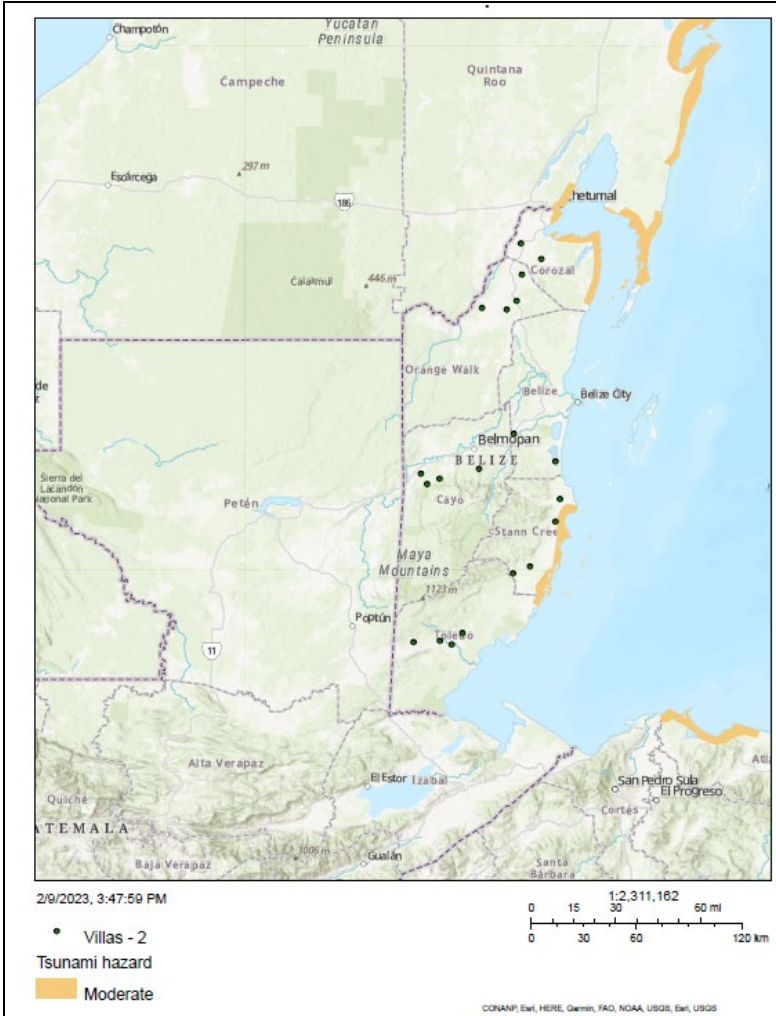 Yucatan
Peninsula
Champotón
Campeche
Quintana
Roo
297 m
Escárcega
186
hetumal
Calakmul
446 m
Corozal
Orange Walk
Belize
Belize City
de
Belmopan
BELIZE
Sierra del
Lacandón
National Park
Petén
Cayo
Stann Cree
Maya
Mountains
1123 m
Poptún
11
Toledo
Alta Verapaz
El Estor
Izabal
San Pedro Sula
El Progreso
Quiché
Cortés
ATEMALA
3006 m
Gualán
Baja Verapaz
Santa
Bárbara
2/9/2023, 3:47:59 PM
1:2,311,162
0 15 30 60 mi
0 30 60 120 km
Villas - 2
Tsunami hazard
Moderate
CONANP, Esri, HERE, Garmin, FAO, NOAA, USGS, Esri, USGS